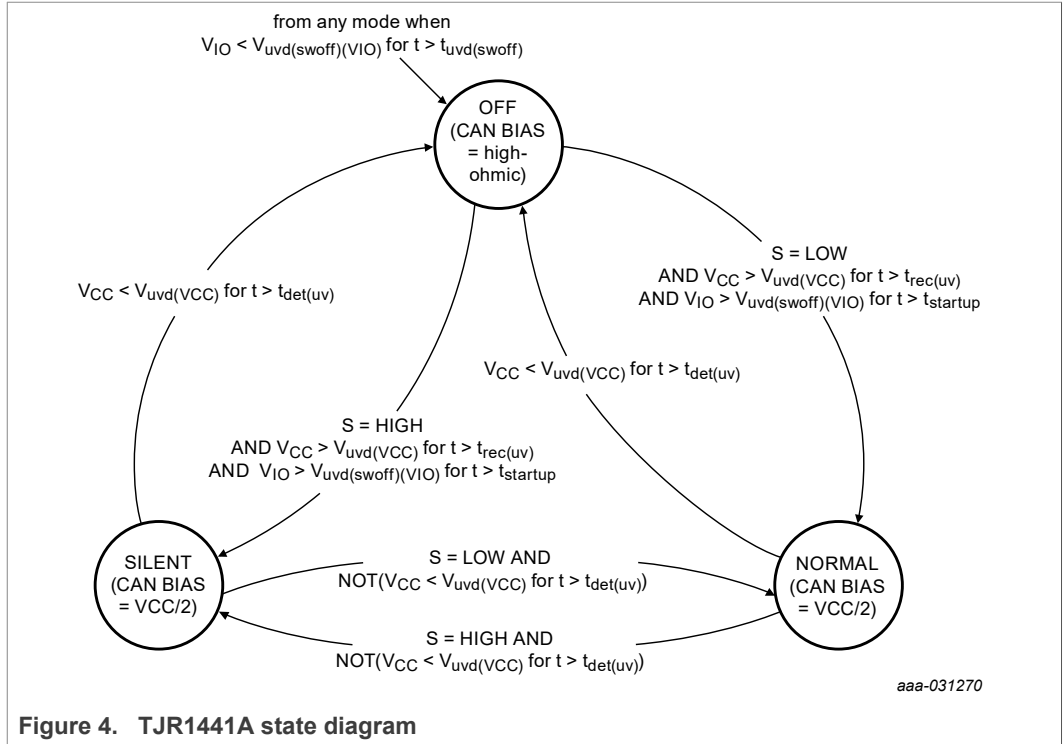 from any mode when
VIO < Vuvd(swoff)(VIO) for t > tuvd(swoff)
OFF
(CAN BIAS
= high-
ohmic)
S = LOW
AND VCC > Vuvd(VCC) for t > trec(uv)
AND VIO > Vuvd(swoff)(VIO) for t > tstartup
VCC < Vuvd(VCC) for t > tdet(uv)
VCC < Vuvd(VCC) for t > tdet(uv)
S = HIGH
AND VCC > Vuvd(VCC) for t > trec(uv)
AND VIO > Vuvd(swoff)(VIO) for t > tstartup
SILENT
(CAN BIAS
= VCC/2)
S = LOW AND
NOT(VCC < Vuvd(VCC) for t > tdet(uv))
NORMAL
(CAN BIAS
= VCC/2)
S = HIGH AND
NOT(VCC < Vuvd(VCC) for t > tdet(uv))
aaa-031270
Figure 4. TJR1441A state diagram